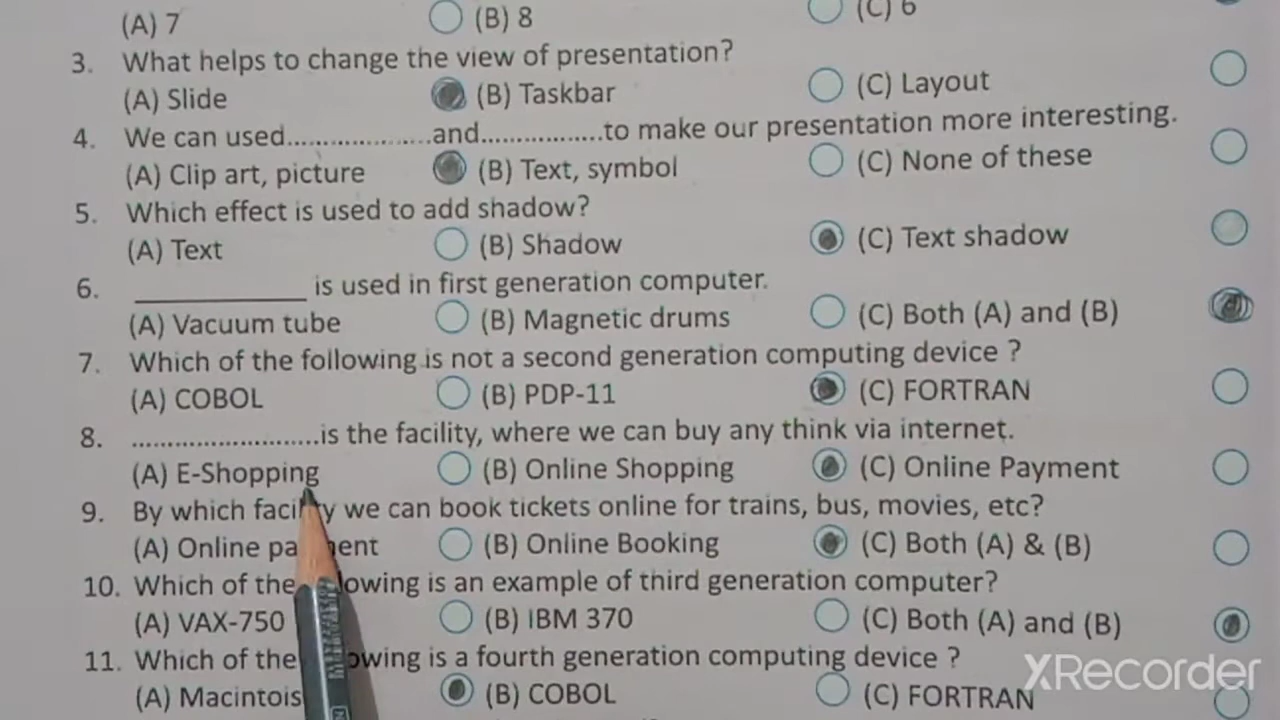 (A) 7 (B) 8 (C) 6
3. What helps to change the view of presentation?
(A) Slide (B) Taskbar (C) Layout
4. We can used...................and.................to make our presentation more interesting.
(A) Clip art, picture (B) Text, symbol (C) None of these
5. Which effect is used to add shadow?
(A) Text (B) Shadow (C) Text shadow
6. ____________ is used in first generation computer.
(A) Vacuum tube (B) Magnetic drums (C) Both (A) and (B)
7. Which of the following is not a second generation computing device ?
(A) COBOL (B) PDP-11 (C) FORTRAN
8. ..........................is the facility, where we can buy any think via internet.
(A) E-Shopping (B) Online Shopping (C) Online Payment
9. By which we can book tickets online for trains, bus, movies, etc?
(A) Online (B) Online Booking (C) Both (A) & (B)
10. Which of the is an example of third generation computer?
(A) VAX-750 (B) IBM 370 (C) Both (A) and (B)
11. Which of the is a fourth generation computing device ?
(A) Macintos (B) COBOL (C) FORTRAN
XRecorder